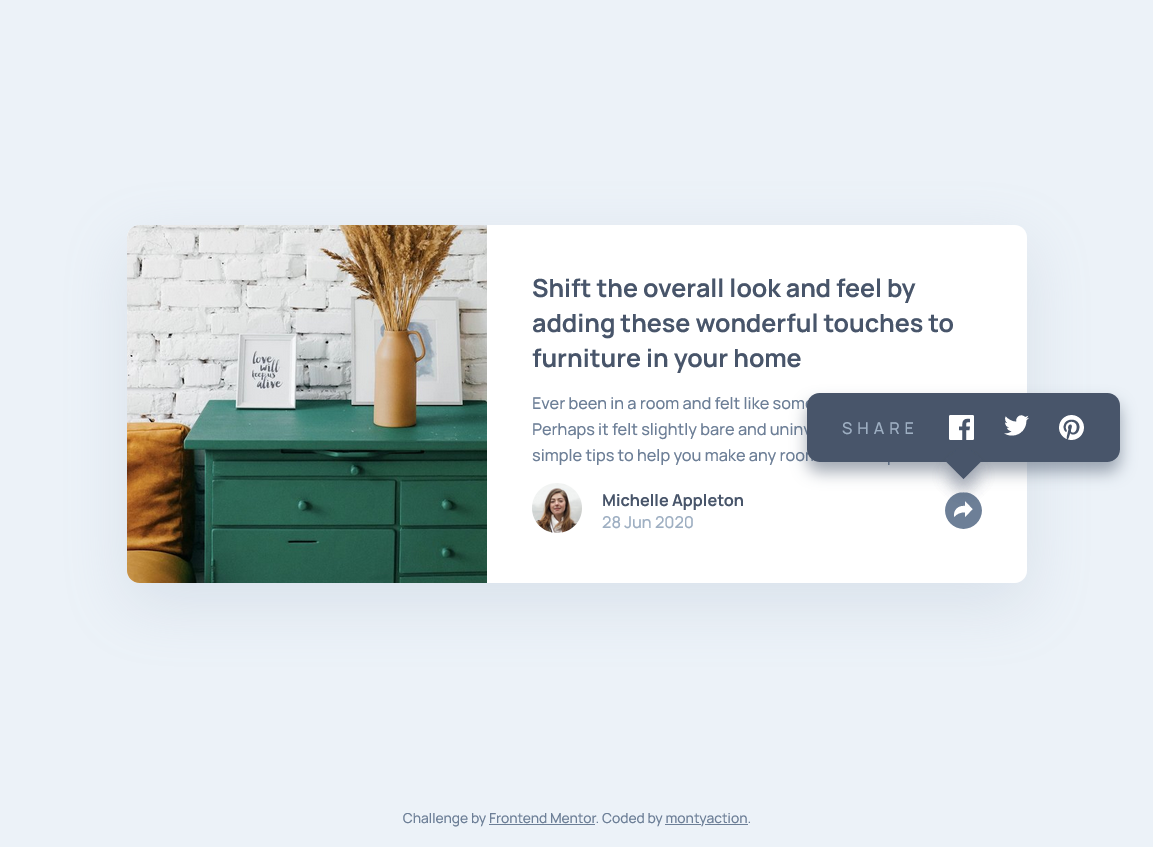 love
will
keep us
alive
Shift the overall look and feel by
adding these wonderful touches to
furniture in your home
Ever been in a room and felt like some
Perhaps it felt slightly bare and uninv
simple tips to help you make any roo
SHARE
Michelle Appleton
28 Jun 2020
Challenge by Frontend Mentor. Coded by montyaction.